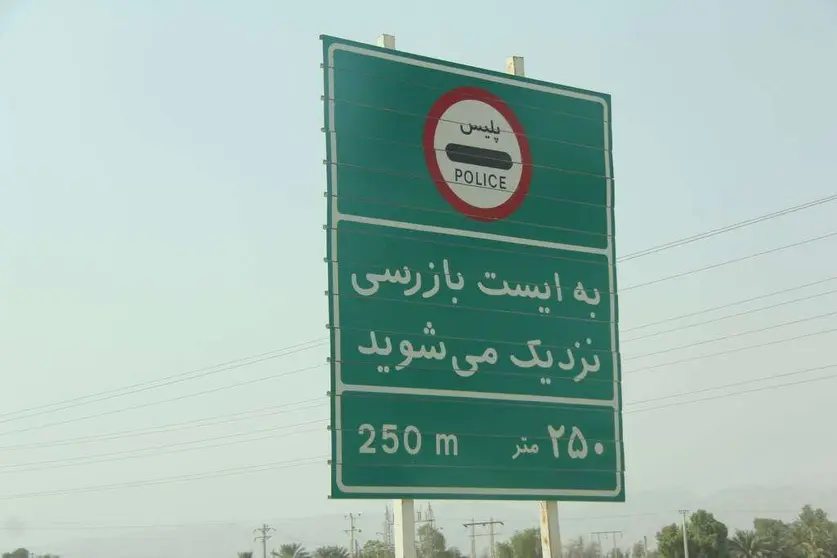 پلیس
POLICE
به ایست بازرسی
نزدیک می‌شوید
250 m ۲۵۰ متر